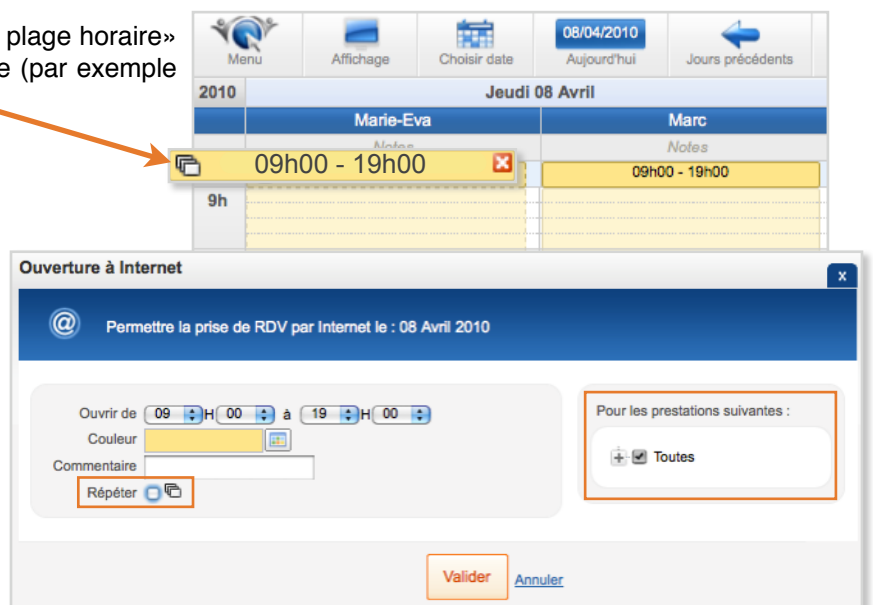 plage horaire»
e (par exemple
Menu Affichage Choisir date 08/04/2010 Aujourd'hui Jours précédents
2010 Jeudi 08 Avril
Marie-Eva Marc
Notes Notes
09h00 - 19h00 09h00 - 19h00
9h
Ouverture à Internet x
@ Permettre la prise de RDV par Internet le : 08 Avril 2010
Ouvrir de 09 H 00 à 19 H 00
Couleur
Commentaire
Répéter
Pour les prestations suivantes :
Toutes
Valider Annuler